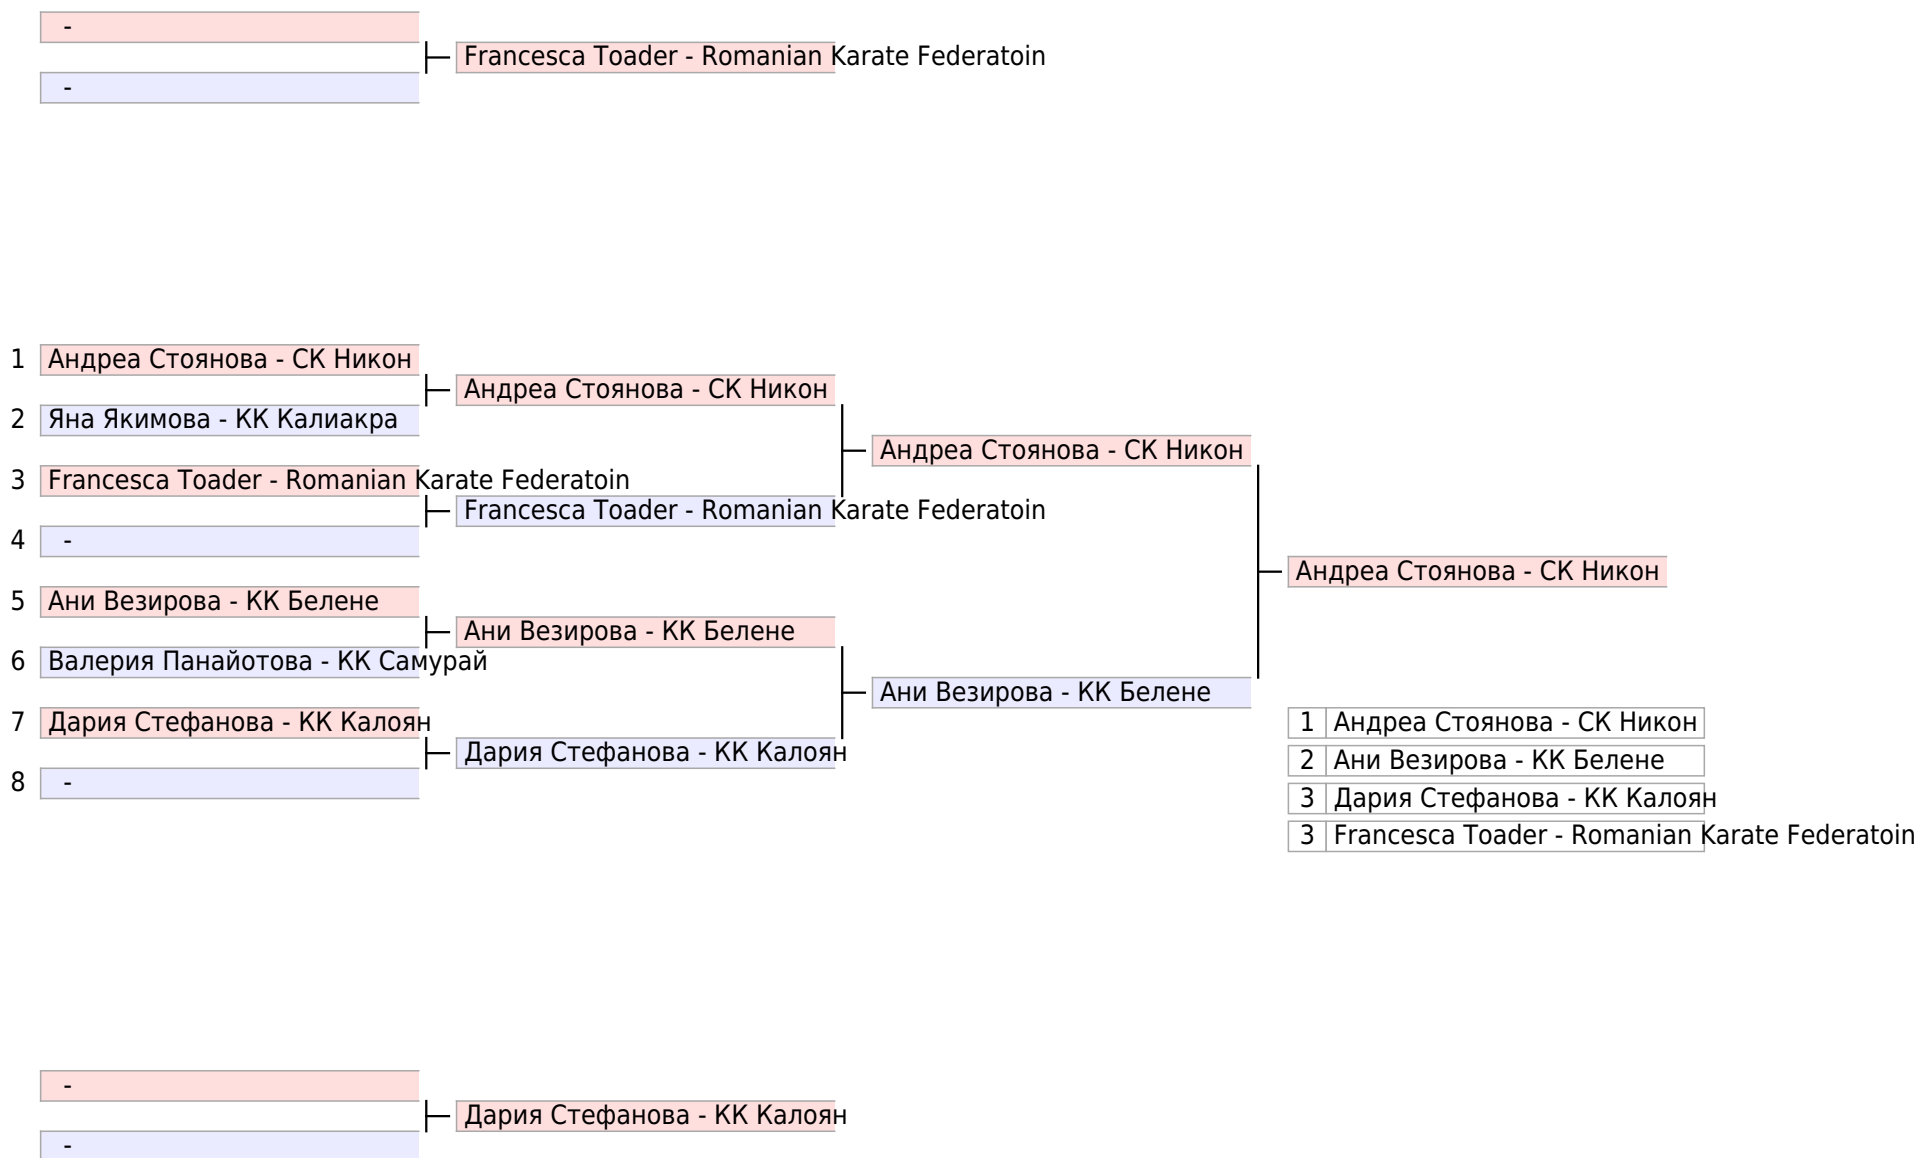 -
Francesca Toader - Romanian Karate Federatoin
-
1 Андреа Стоянова - СК Никон
Андреа Стоянова - СК Никон
2 Яна Якимова - КК Калиакра
Андреа Стоянова - СК Никон
3 Francesca Toader - Romanian Karate Federatoin
Francesca Toader - Romanian Karate Federatoin
4 -
Андреа Стоянова - СК Никон
5 Ани Везирова - КК Белене
Ани Везирова - КК Белене
6 Валерия Панайотова - КК Самурай
Ани Везирова - КК Белене
7 Дария Стефанова - КК Калоян
Дария Стефанова - КК Калоян
8 -
1 Андреа Стоянова - СК Никон
2 Ани Везирова - КК Белене
3 Дария Стефанова - КК Калоян
3 Francesca Toader - Romanian Karate Federatoin
-
Дария Стефанова - КК Калоян
-